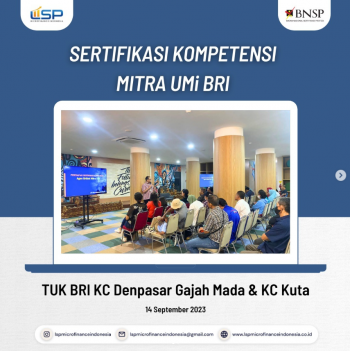 LSP
BNSP
SERTIFIKASI KOMPETENSI
MITRA UMi BRI
TUK BRI KC Denpasar Gajah Mada & KC Kuta
14 September 2023
lspmicrofinanceindonesia
lspmicrofinanceindonesia@gmail.com
www.lspmicrofinanceindonesia.co.id